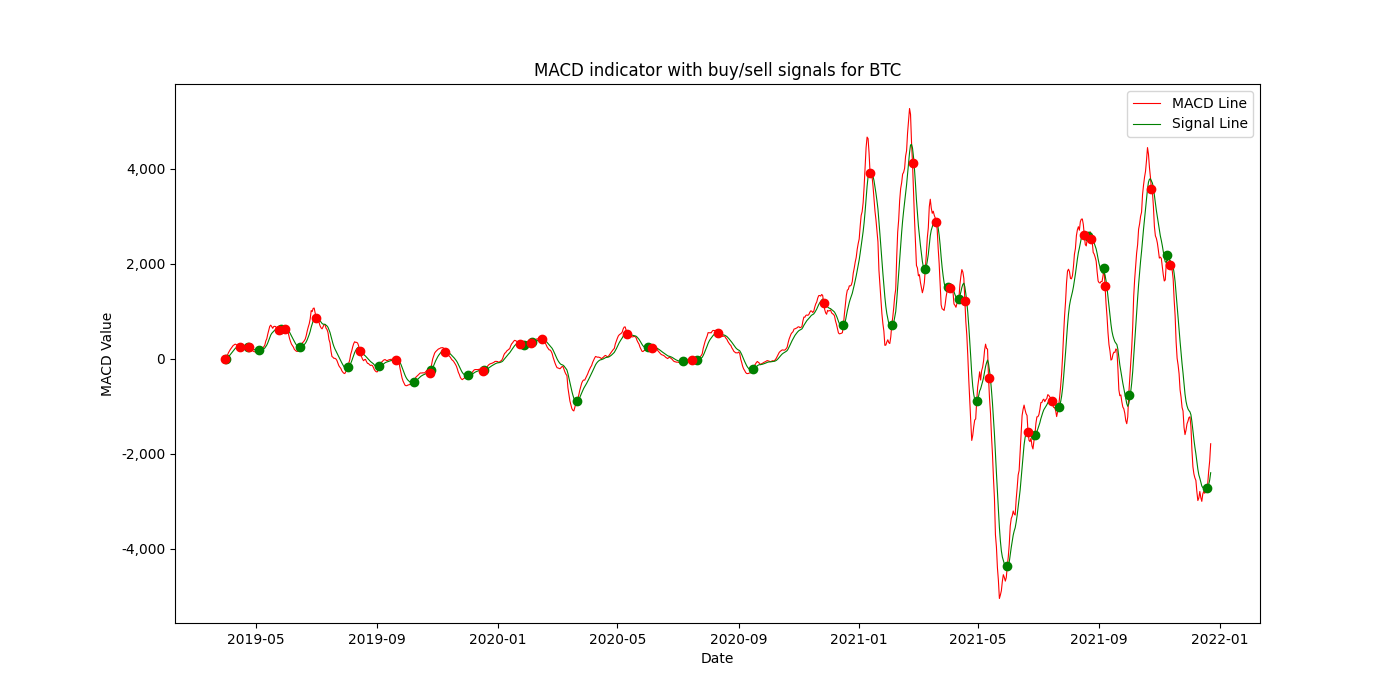 MACD indicator with buy/sell signals for BTC
MACD Line
Signal Line
4,000
2,000
0
-2,000
-4,000
MACD Value
2019-05 2019-09 2020-01 2020-05 2020-09 2021-01 2021-05 2021-09 2022-01
Date